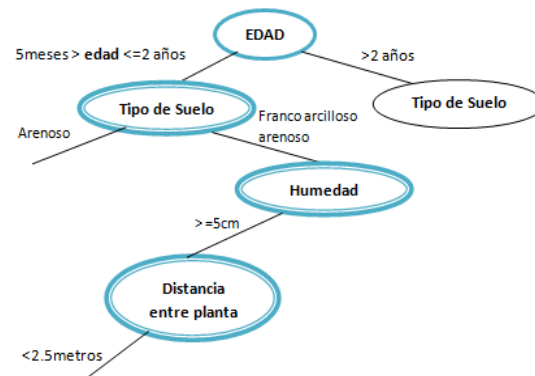 EDAD
5meses > edad <=2 años
>2 años
Tipo de Suelo
Tipo de Suelo
Arenoso
Franco arcilloso
arenoso
Humedad
>=5cm
Distancia
entre planta
<2.5metros